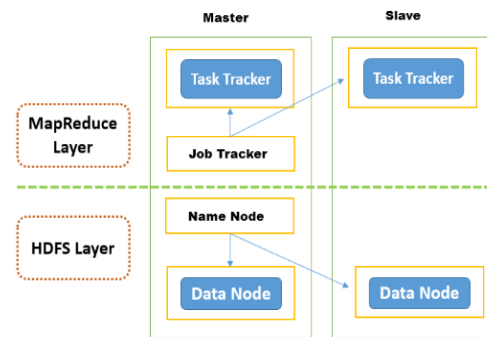 Master
Slave
Task Tracker
Task Tracker
MapReduce
Layer
Job Tracker
Name Node
HDFS Layer
Data Node
Data Node